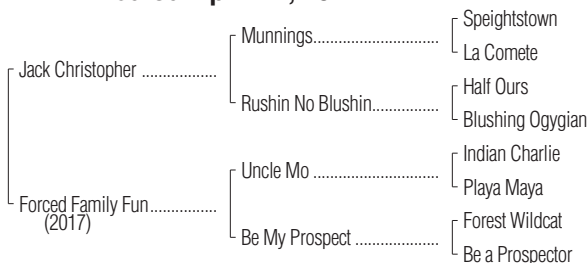 Speightstown
Munnings
La Comete
Jack Christopher
Half Ours
Rushin No Blushin
Blushing Ogygian
Indian Charlie
Uncle Mo
Playa Maya
Forced Family Fun
(2017)
Forest Wildcat
Be My Prospect
Be a Prospector